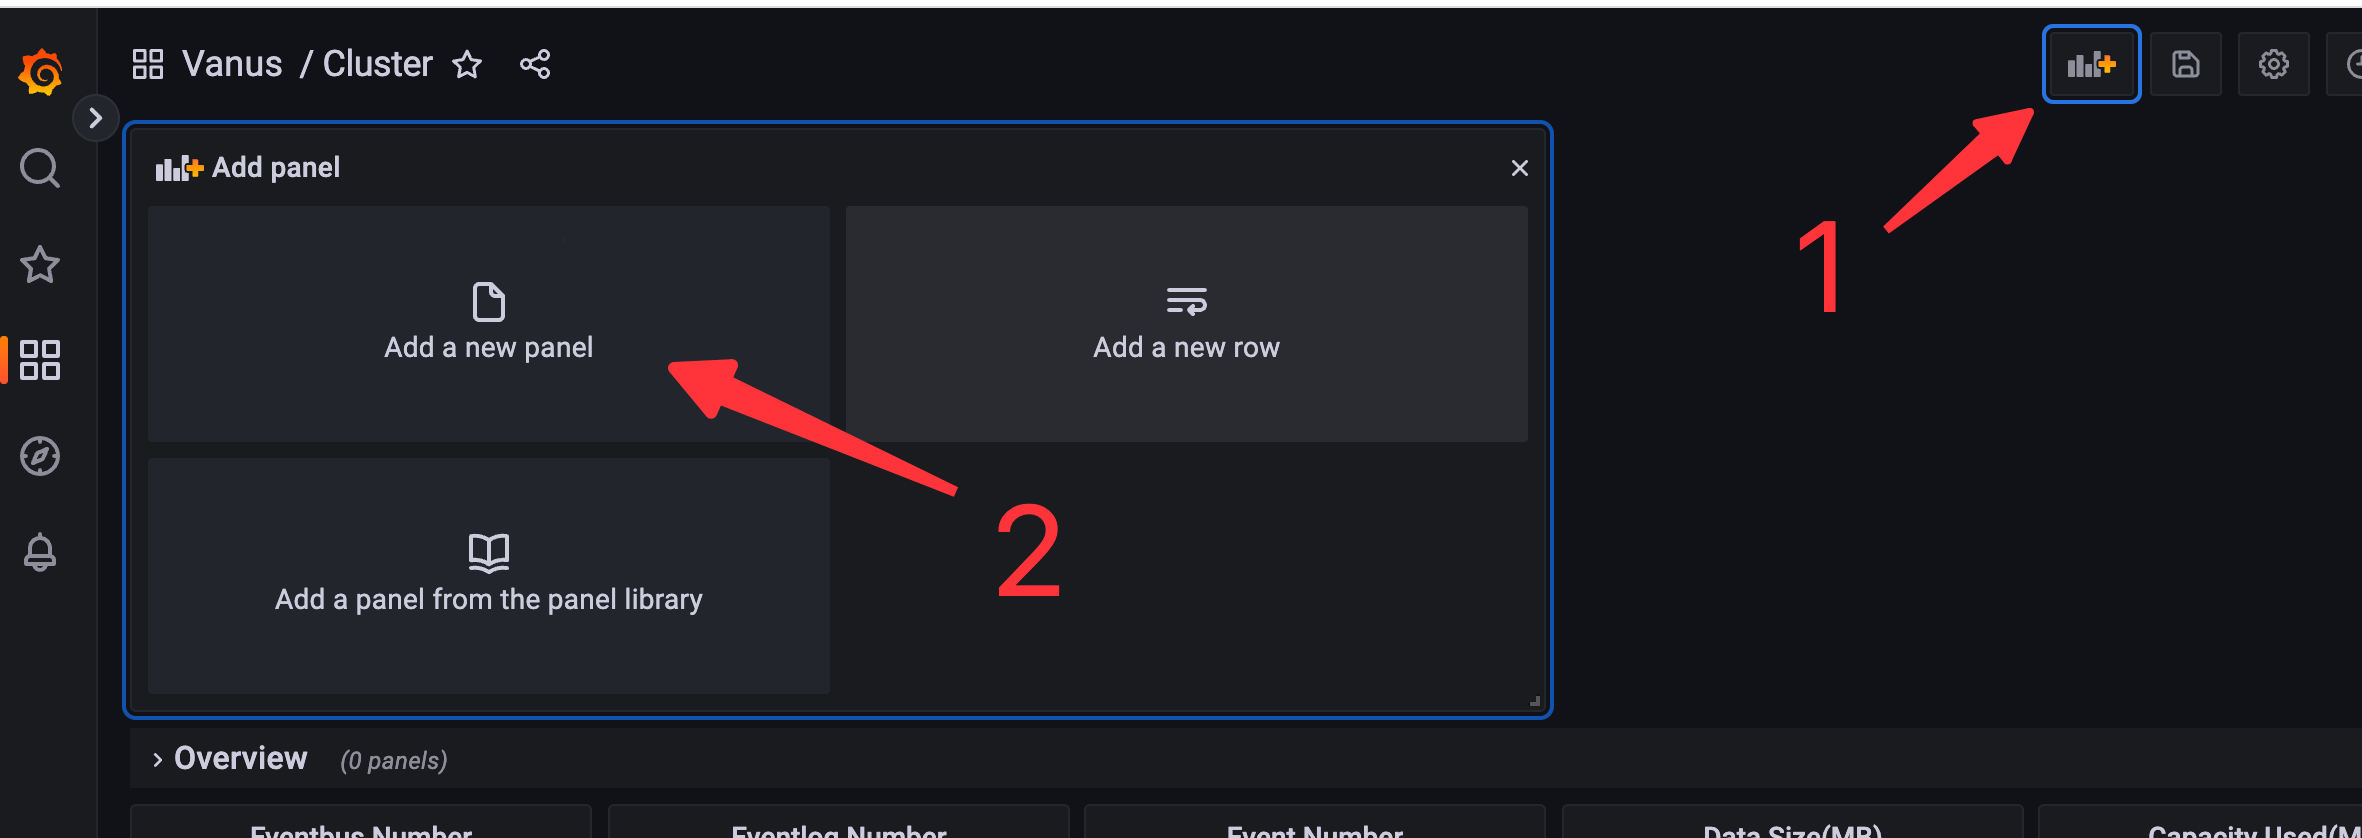 Vanus / Cluster
Add panel
1
Add a new panel
Add a new row
2
Add a panel from the panel library
Overview (0 panels)
Eventbus Number
Eventlog Number
Event Number
Data Size(MB)
Capacity Used(M